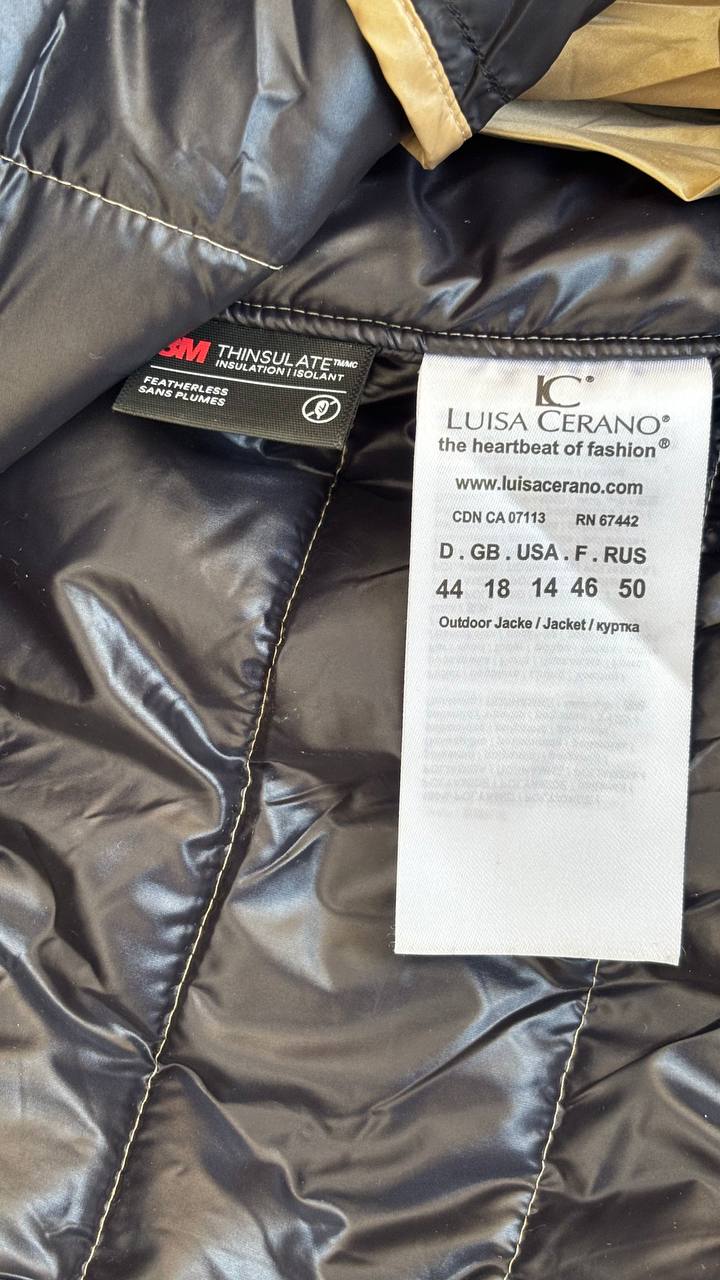 3M THINSULATE™/MC
INSULATION | ISOLANT
FEATHERLESS
SANS PLUMES
LC®
LUISA CERANO®
the heartbeat of fashion®
www.luisacerano.com
CDN CA 07113 RN 67442
D . GB . USA . F . RUS
44 18 14 46 50
Outdoor Jacke / Jacket / куртка